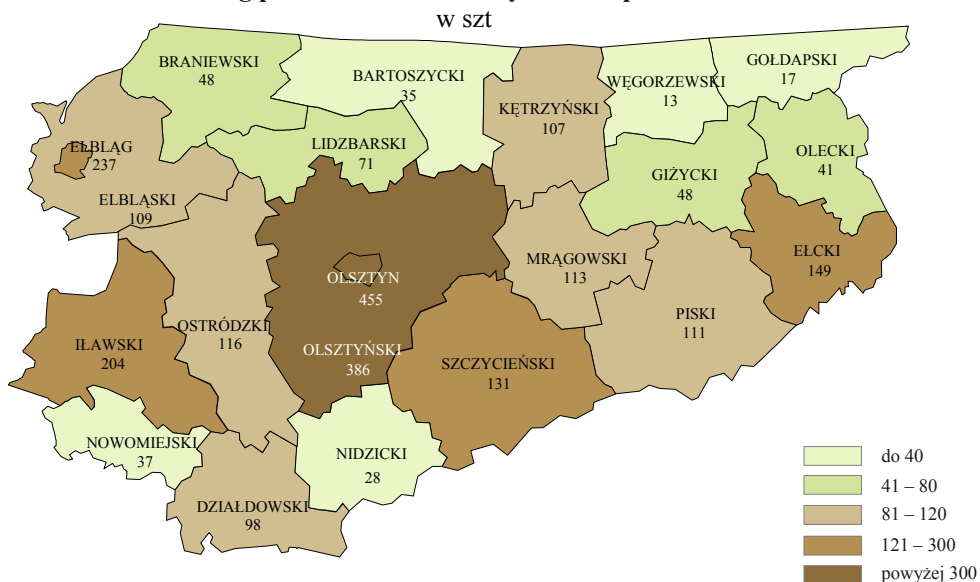 w szt
BRANIEWSKI
48
BARTOSZYCKI
35
KĘTRZYŃSKI
107
WĘGORZEWSKI
13
GOŁDAPSKI
17
ELBLĄG
237
ELBLĄSKI
109
LIDZBARSKI
71
GIŻYCKI
48
OLECKI
41
EŁCKI
149
MRĄGOWSKI
113
PISKI
111
OLSZTYN
455
OLSZTYŃSKI
386
OSTRÓDZKI
116
IŁAWSKI
204
SZCZYCIEŃSKI
131
NOWOMIEJSKI
37
NIDZICKI
28
DZIAŁDOWSKI
98
do 40
41 – 80
81 – 120
121 – 300
powyżej 300